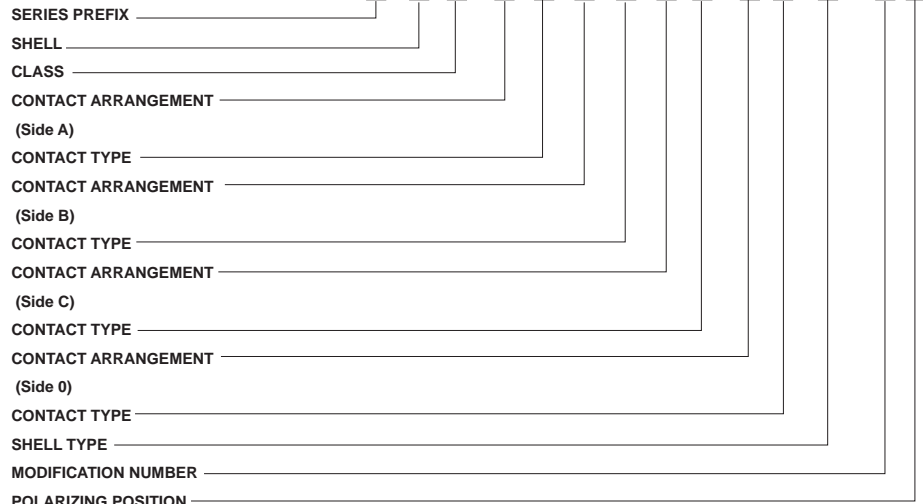 SERIES PREFIX
SHELL
CLASS
CONTACT ARRANGEMENT
(Side A)
CONTACT TYPE
CONTACT ARRANGEMENT
(Side B)
CONTACT TYPE
CONTACT ARRANGEMENT
(Side C)
CONTACT TYPE
CONTACT ARRANGEMENT
(Side 0)
CONTACT TYPE
SHELL TYPE
MODIFICATION NUMBER
POLARIZING POSITION